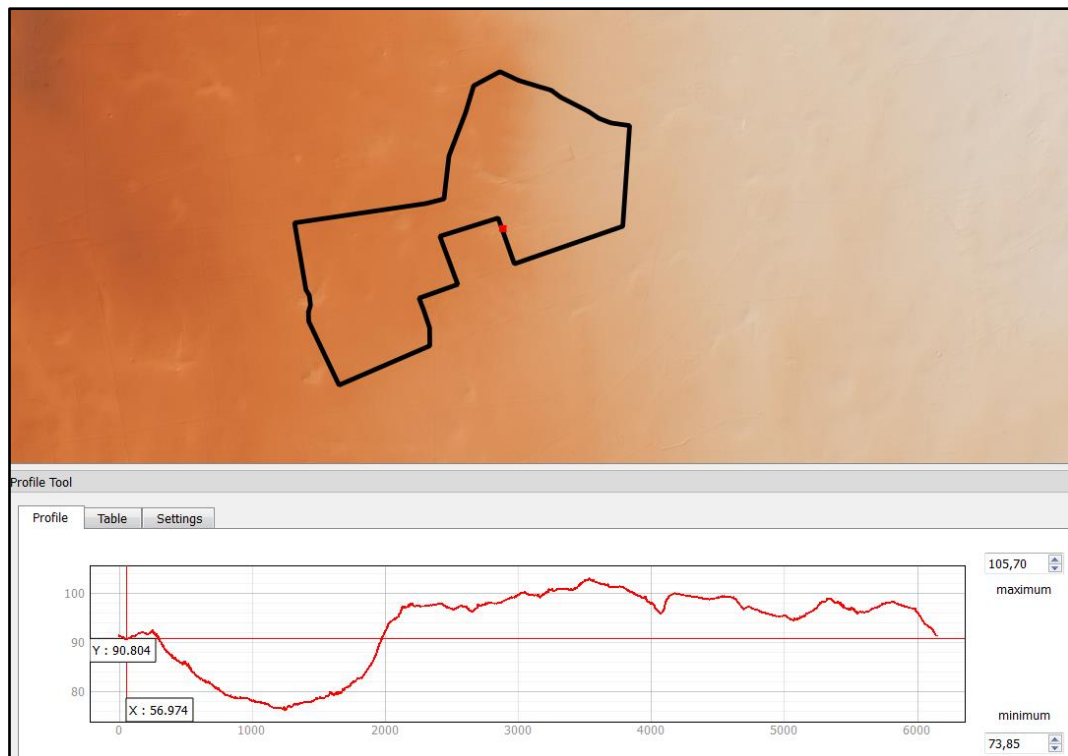 Profile Tool
Profile Table Settings
105,70
maximum
100
90
Y : 90.804
80
X : 56.974
minimum
0 1000 2000 3000 4000 5000 6000
73,85